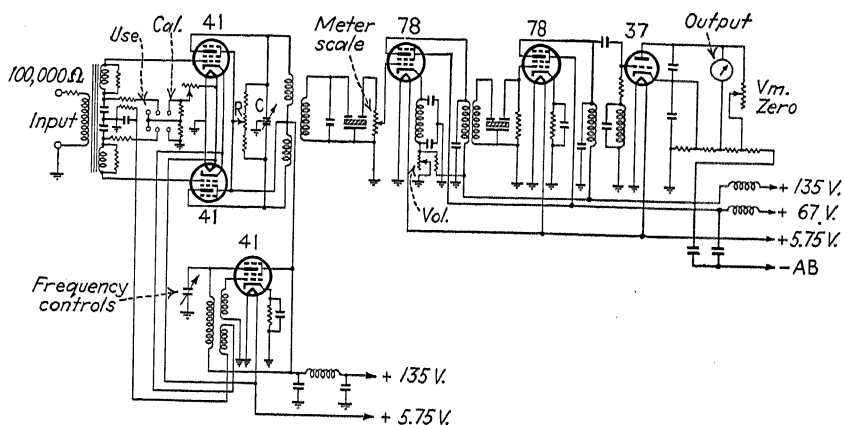 41
Use
Cal.
100,000Ω
Input
R
C
41
Meter
scale
78
78
37
Output
Vm.
Zero
Vol.
+ 135 V.
+ 67 V.
+5.75 V.
-AB
41
Frequency
controls
+ 135 V.
+ 5.75 V.